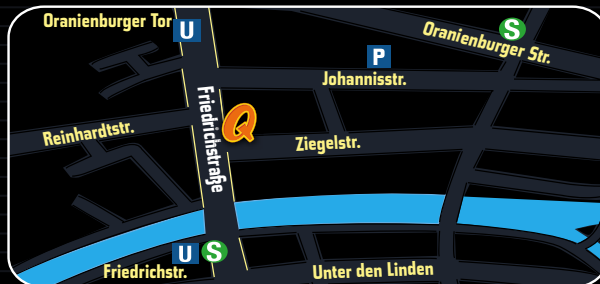 Oranienburger Tor
U
S
Oranienburger Str.
P
Johannisstr.
Friedrichstraße
Q
Reinhardtstr.
Ziegelstr.
U
S
Friedrichstr.
Unter den Linden